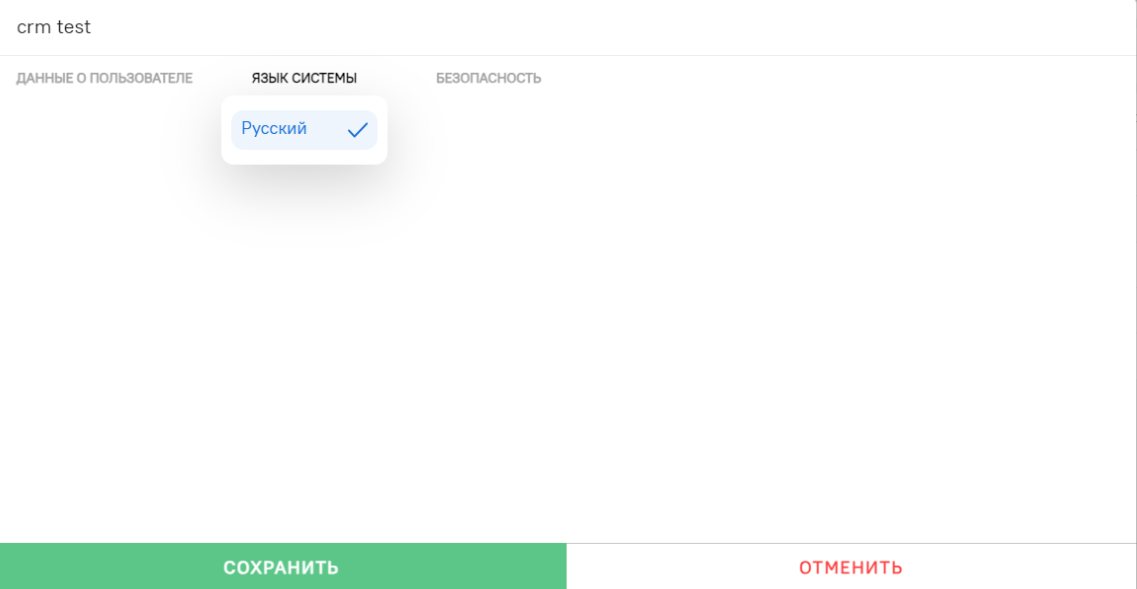 crm test
ДАННЫЕ О ПОЛЬЗОВАТЕЛЕ ЯЗЫК СИСТЕМЫ БЕЗОПАСНОСТЬ
Русский
СОХРАНИТЬ ОТМЕНИТЬ